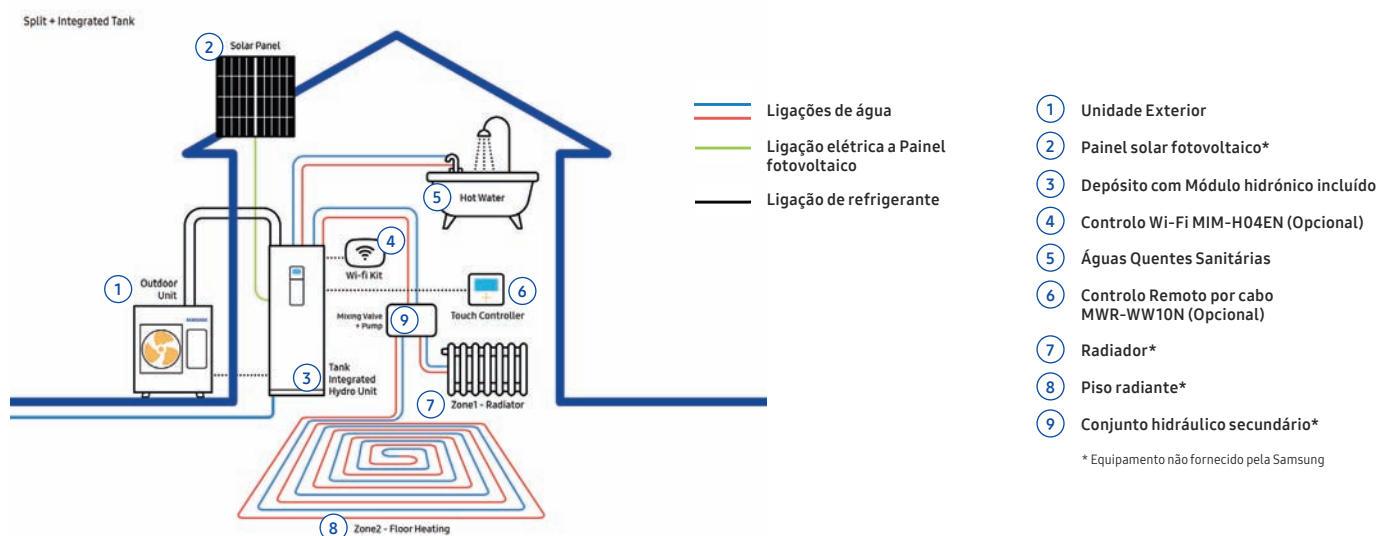 Split + Integrated Tank
2 Solar Panel
5 Hot Water
4
Wi-fi Kit
1 Outdoor
Unit
SAMSUNG
6
Touch Controller
Mixing Valve
+ Pump
9
3 Tank
Integrated
Hydro Unit
7 Zone1 - Radiator
8 Zone2 - Floor Heating
Ligações de água
Ligação elétrica a Painel
fotovoltaico
Ligação de refrigerante
1 Unidade Exterior
2 Painel solar fotovoltaico*
3 Depósito com Módulo hidrónico incluído
4 Controlo Wi-Fi MIM-H04EN (Opcional)
5 Águas Quentes Sanitárias
6 Controlo Remoto por cabo
MWR-WW10N (Opcional)
7 Radiador*
8 Piso radiante*
9 Conjunto hidráulico secundário*
* Equipamento não fornecido pela Samsung